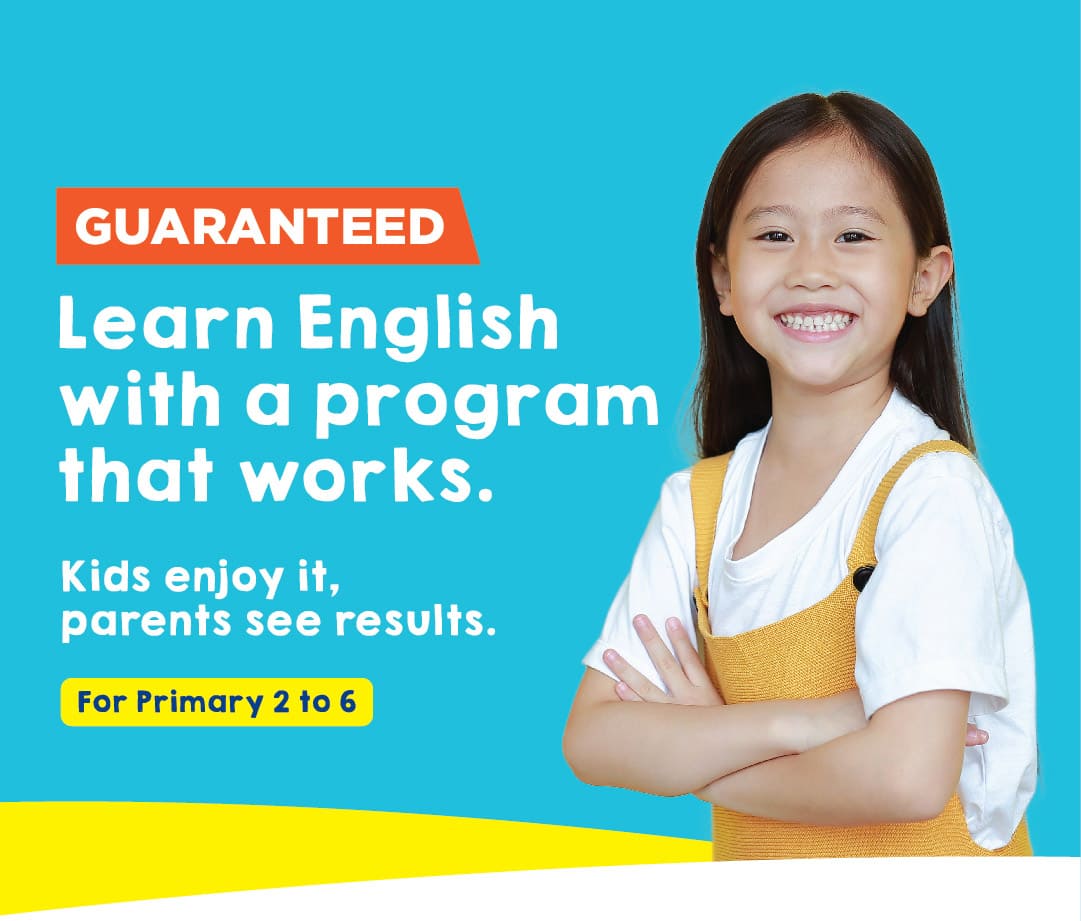 GUARANTEED
Learn English
with a program
that works.
Kids enjoy it,
parents see results.
For Primary 2 to 6